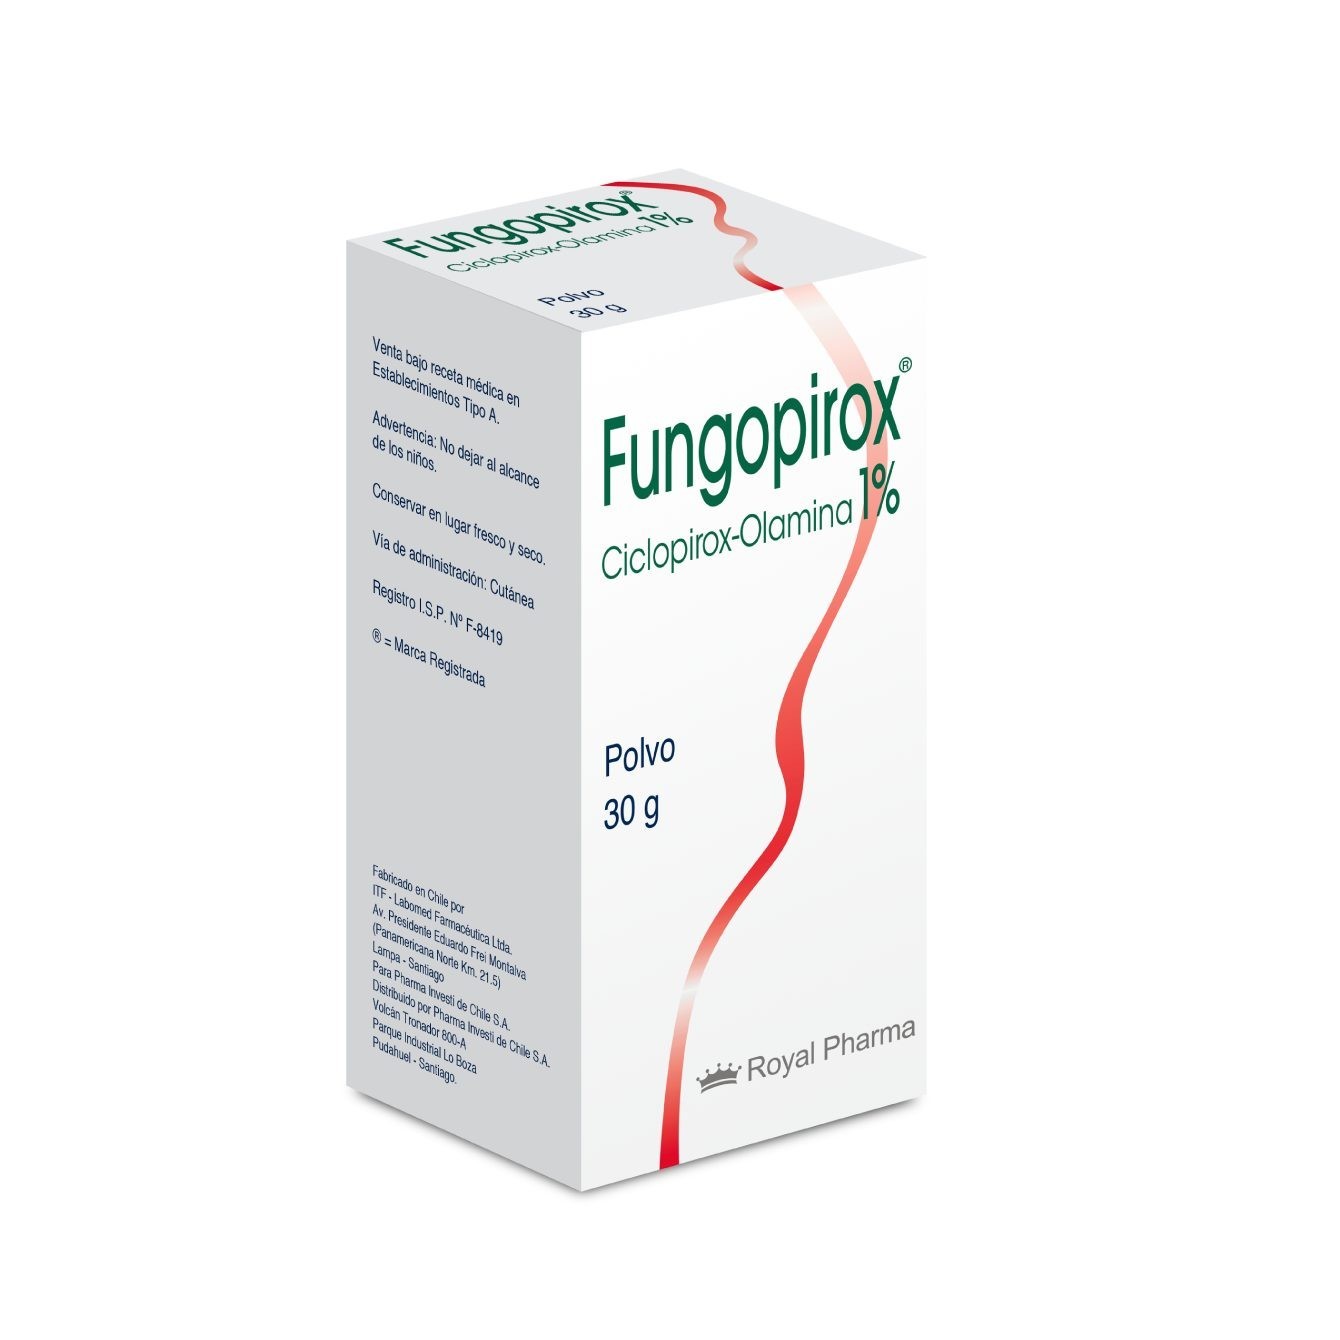 Fungopirox®
Ciclopirox-Olamina 1%
Polvo
30 g
Venta bajo receta médica en
Establecimientos Tipo A.
Advertencia: No dejar al alcance
de los niños.
Conservar en lugar fresco y seco.
Vía de administración: Cutánea
Registro I.S.P. Nº F-8419
® = Marca Registrada
Fabricado en Chile por
ITF - Labomed Farmacéutica Ltda.
Av. Presidente Eduardo Frei Montalva
(Panamericana Norte Km. 21.5)
Lampa - Santiago
Para Pharma Investi de Chile S.A.
Distribuido por Pharma Investi de Chile S.A.
Volcán Tronador 800-A
Parque Industrial Lo Boza
Pudahuel - Santiago.
Fungopirox®
Ciclopirox-Olamina 1%
Polvo
30 g
Royal Pharma